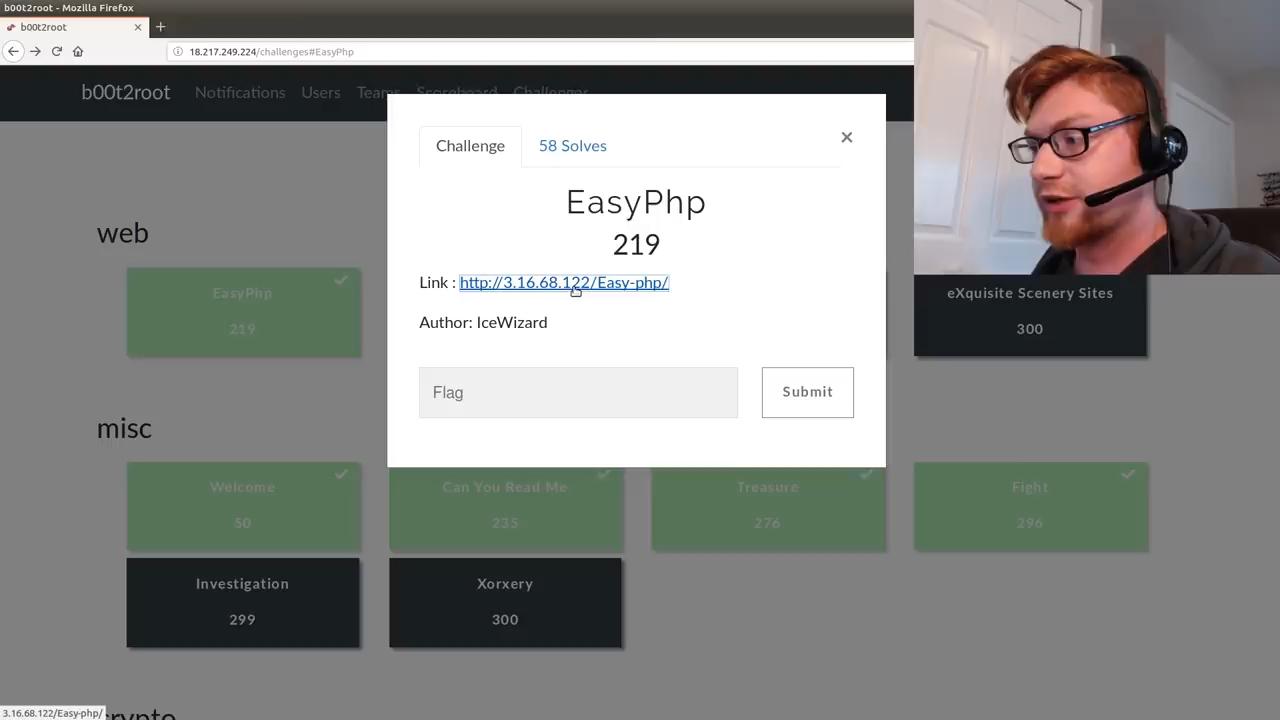 b00t2root - Mozilla Firefox
b00t2root
18.217.249.224/challenges#EasyPhp
b00t2root Notifications Users Teams Scoreboard Challenges
Challenge
58 Solves
EasyPhp
219
Link : http://3.16.68.122/Easy-php/
Author: IceWizard
Flag
Submit
web
EasyPhp
219
eXquisite Scenery Sites
300
misc
Welcome
50
Can You Read Me
235
Treasure
276
Fight
296
Investigation
299
Xorxery
300
crypto
3.16.68.122/Easy-php/